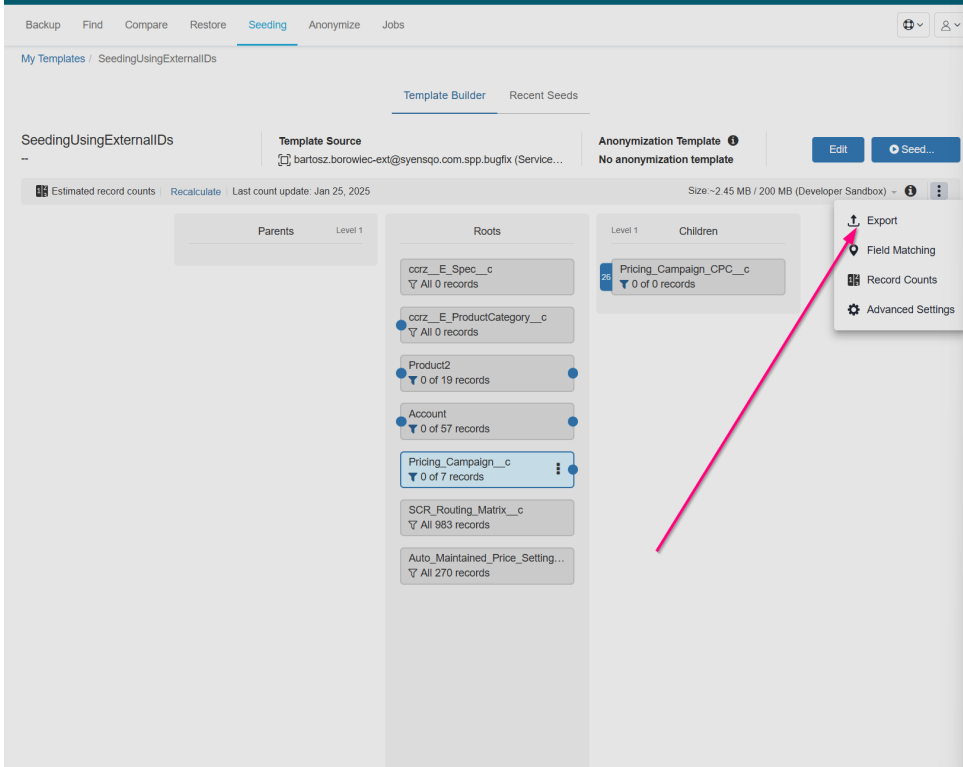 Backup Find Compare Restore Seeding Anonymize Jobs
My Templates / SeedingUsingExternalIDs
Template Builder Recent Seeds
SeedingUsingExternalIDs
--
Template Source
bartosz.borowiec-ext@syensqo.com.spp.bugfix (Service...
Anonymization Template
No anonymization template
Edit
Seed...
Estimated record counts Recalculate Last count update: Jan 25, 2025
Size:~2.45 MB / 200 MB (Developer Sandbox)
Export
Field Matching
Record Counts
Advanced Settings
Parents Level 1
Roots
Level 1 Children
ccrz__E_Spec__c
All 0 records
ccrz__E_ProductCategory__c
All 0 records
Product2
0 of 19 records
Account
0 of 57 records
Pricing_Campaign__c
0 of 7 records
SCR_Routing_Matrix__c
All 983 records
Auto_Maintained_Price_Setting...
All 270 records
26
Pricing_Campaign_CPC__c
0 of 0 records